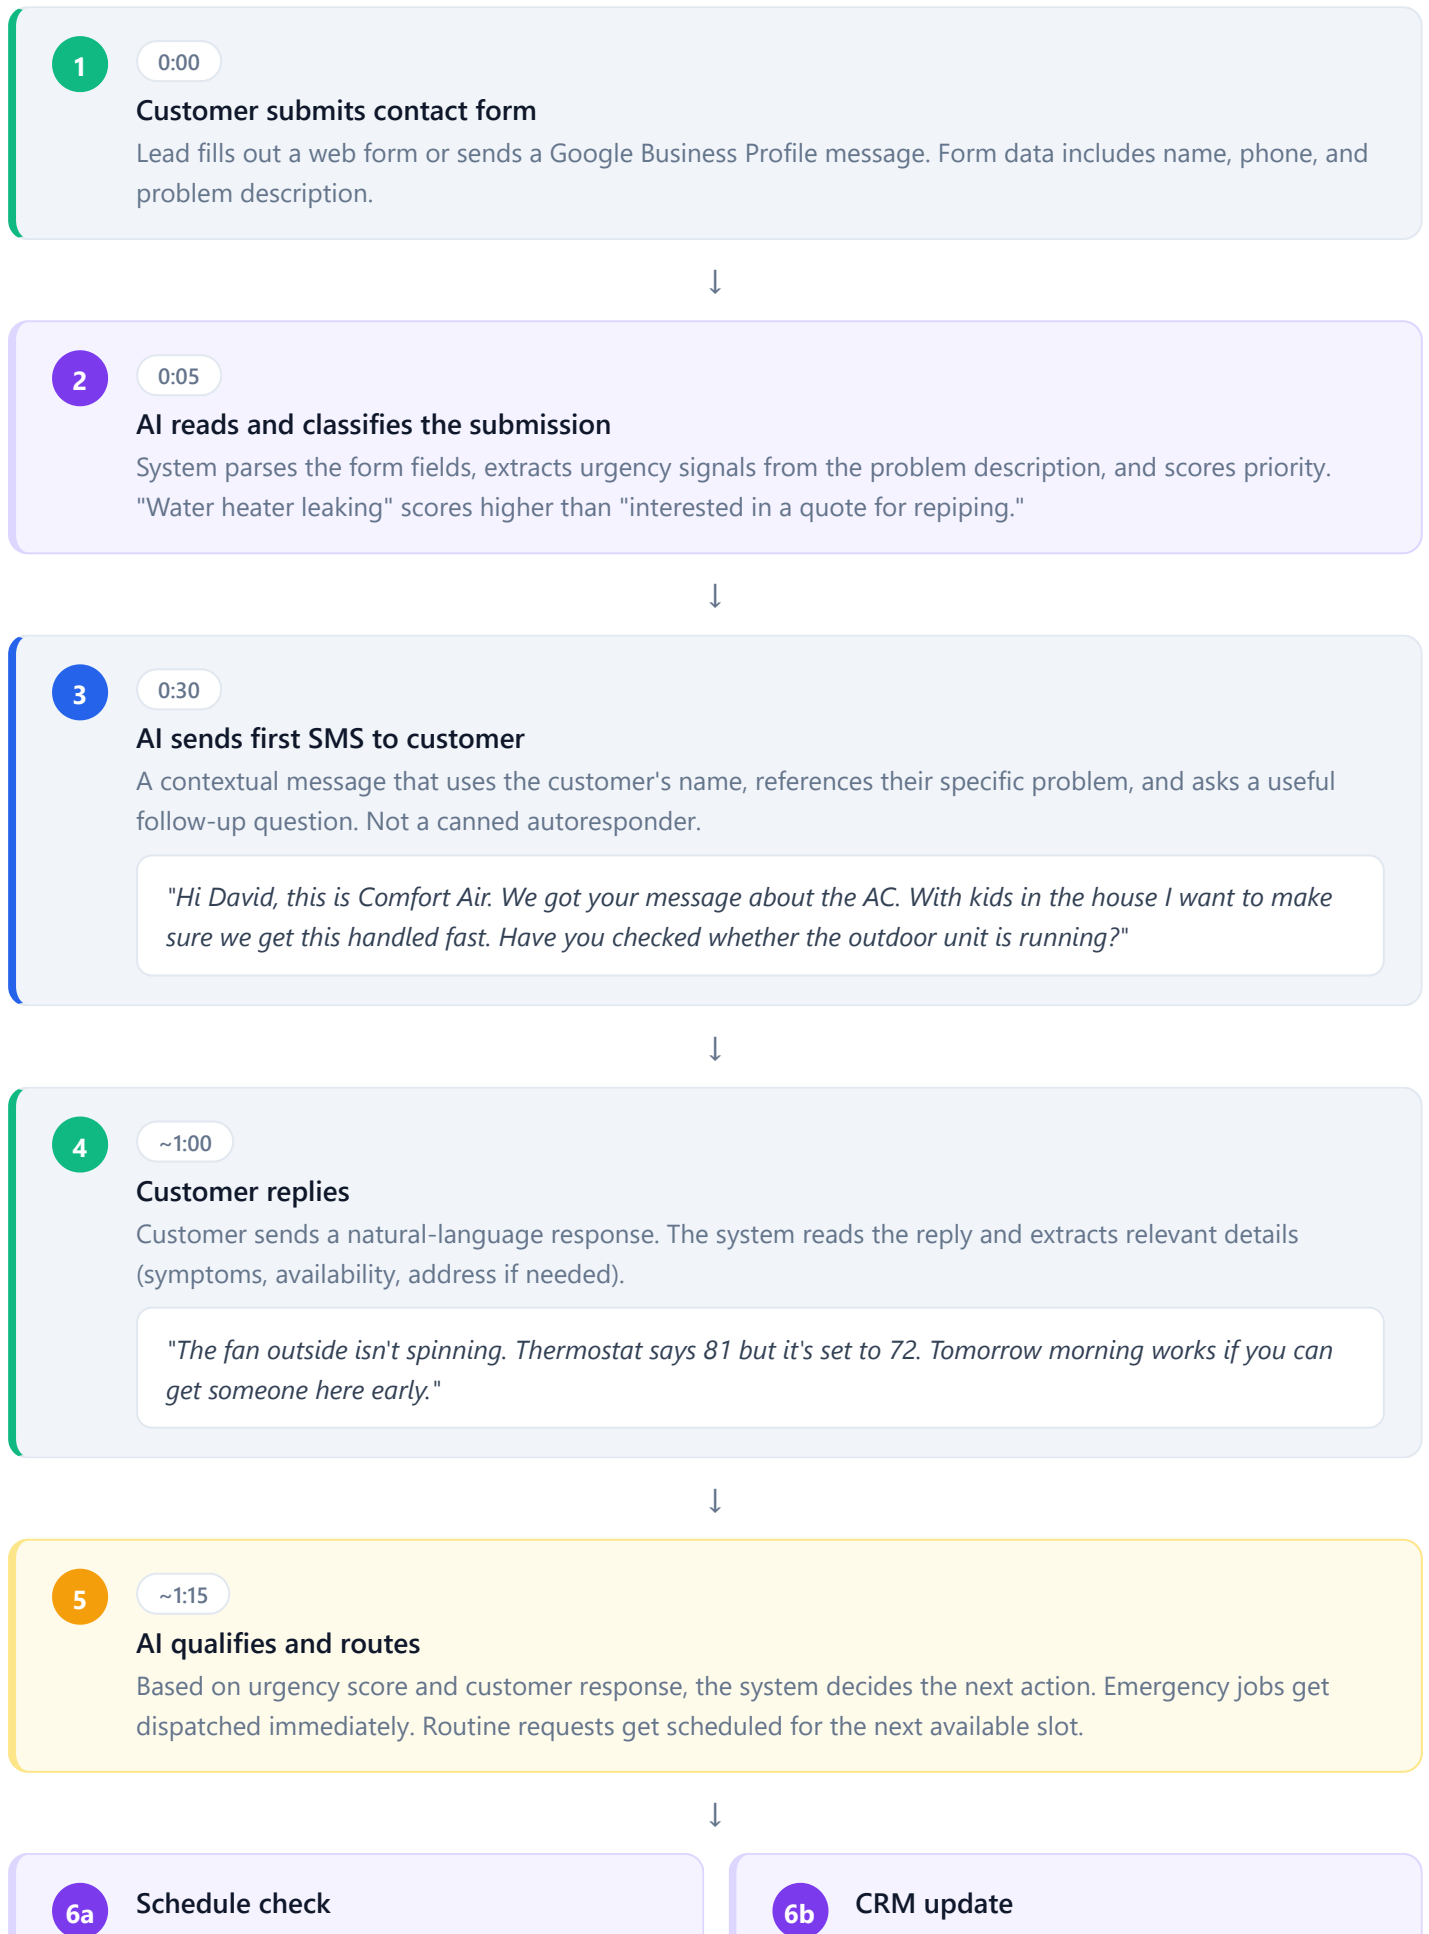 1
0:00
Customer submits contact form
Lead fills out a web form or sends a Google Business Profile message. Form data includes name, phone, and
problem description.
↓
2
0:05
AI reads and classifies the submission
System parses the form fields, extracts urgency signals from the problem description, and scores priority.
"Water heater leaking" scores higher than "interested in a quote for repiping."
↓
3
0:30
AI sends first SMS to customer
A contextual message that uses the customer's name, references their specific problem, and asks a useful
follow-up question. Not a canned autoresponder.
"Hi David, this is Comfort Air. We got your message about the AC. With kids in the house I want to make
sure we get this handled fast. Have you checked whether the outdoor unit is running?"
↓
4
~1:00
Customer replies
Customer sends a natural-language response. The system reads the reply and extracts relevant details
(symptoms, availability, address if needed).
"The fan outside isn't spinning. Thermostat says 81 but it's set to 72. Tomorrow morning works if you can
get someone here early."
↓
5
~1:15
AI qualifies and routes
Based on urgency score and customer response, the system decides the next action. Emergency jobs get
dispatched immediately. Routine requests get scheduled for the next available slot.
↓
6a
Schedule check
6b
CRM update